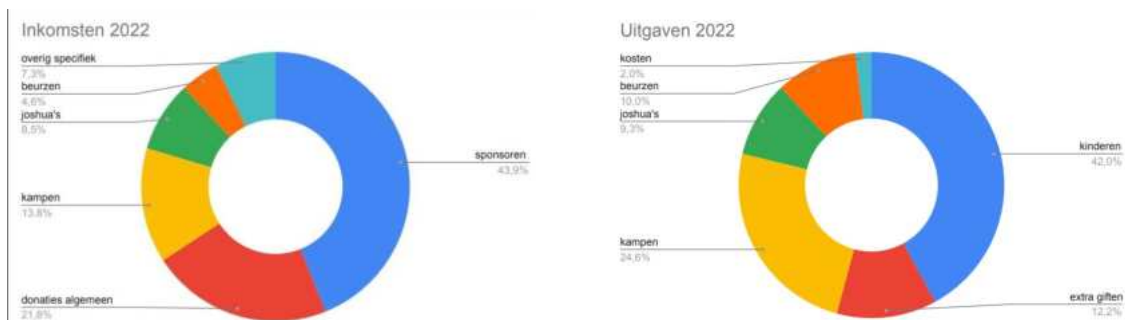 Inkomsten 2022
overig specifiek
7,3%
beurzen
4,6%
joshua's
8,5%
kampen
13,8%
donaties algemeen
21,8%
sponsoren
43,9%
Uitgaven 2022
kosten
2,0%
beurzen
10,0%
joshua's
9,3%
kampen
24,6%
kinderen
42,0%
extra giften
12,2%